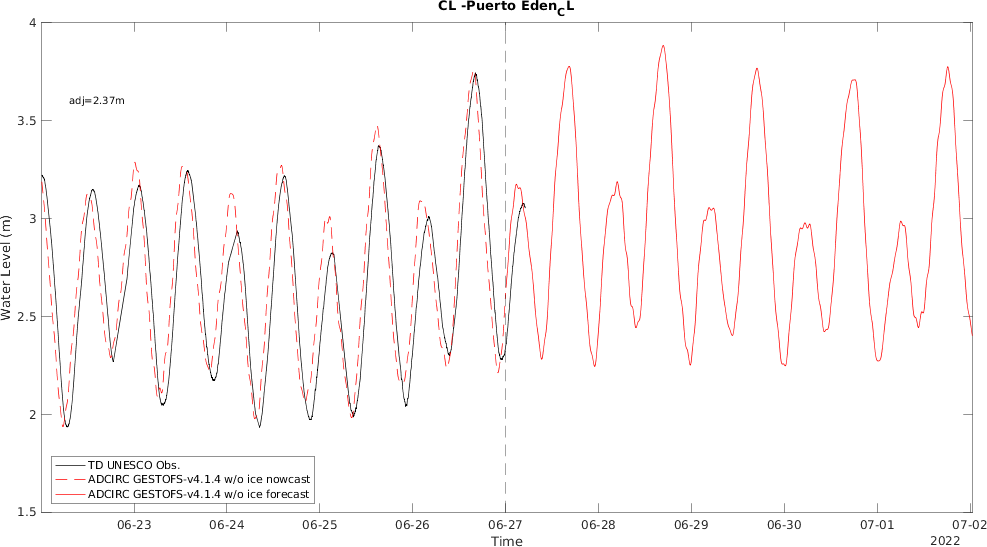 CL -Puerto Eden_CL
4
adj=2.37m
3.5
3
Water Level (m)
2.5
2
TD UNESCO Obs.
ADCIRC GESTOFS-v4.1.4 w/o ice nowcast
ADCIRC GESTOFS-v4.1.4 w/o ice forecast
1.5
06-23 06-24 06-25 06-26 06-27 06-28 06-29 06-30 07-01 07-02
Time
2022